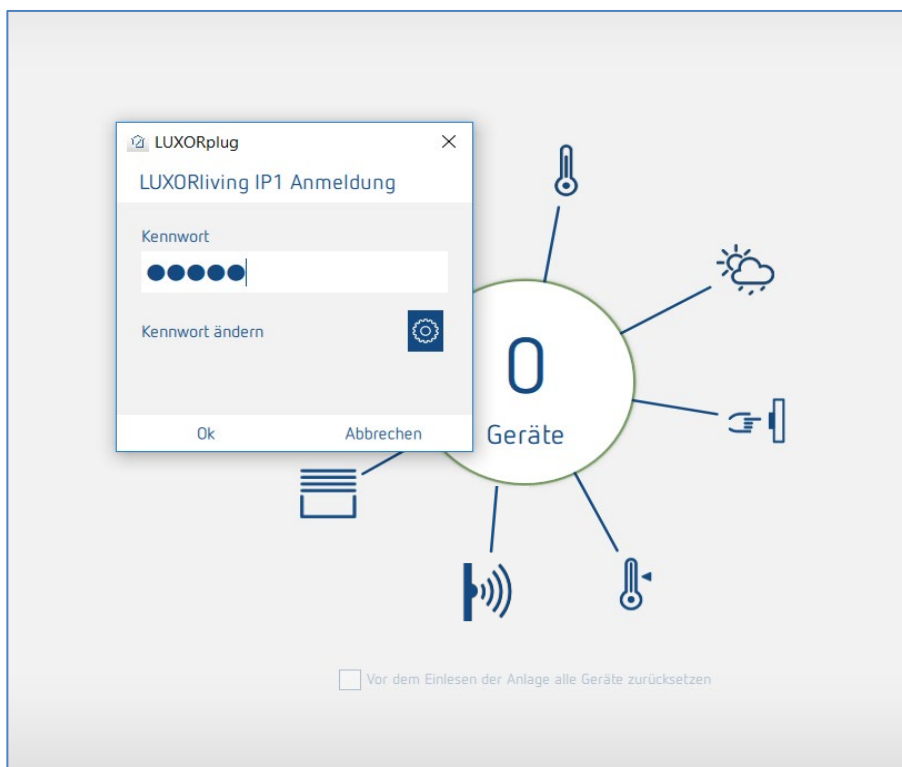 LUXORplug
LUXORliving IP1 Anmeldung
Kennwort
●●●●●
Kennwort ändern
Ok Abbrechen
0
Geräte
Vor dem Einlesen der Anlage alle Geräte zurücksetzen